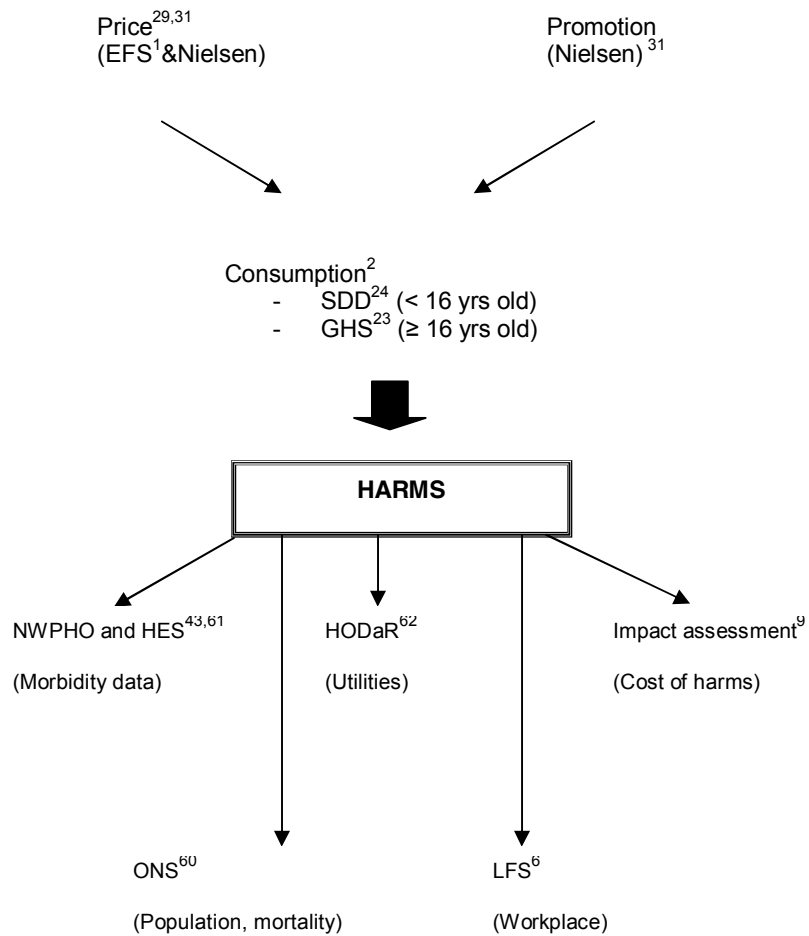 Price29,31
(EFS1&Nielsen)
Promotion
(Nielsen) 31
Consumption2
- SDD24 (< 16 yrs old)
- GHS23 (≥ 16 yrs old)
HARMS
NWPHO and HES43,61
(Morbidity data)
HODaR62
(Utilities)
Impact assessment9
(Cost of harms)
ONS60
(Population, mortality)
LFS6
(Workplace)